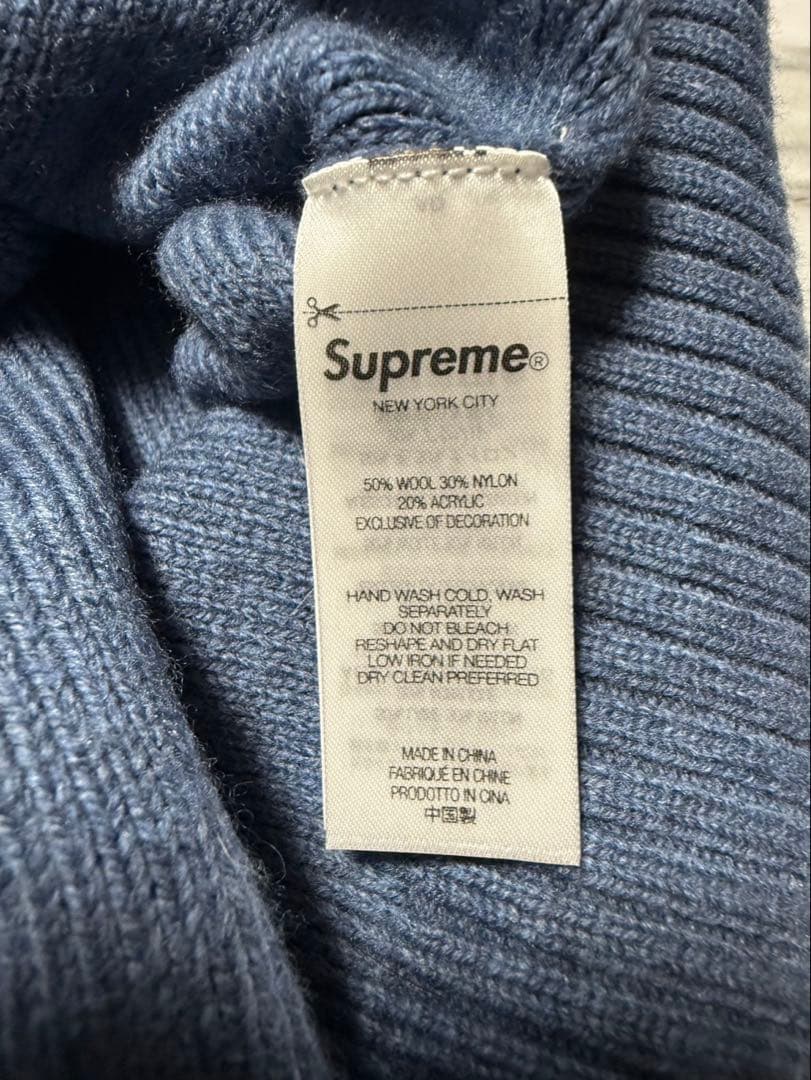 Supreme®
NEW YORK CITY
50% WOOL 30% NYLON
20% ACRYLIC
EXCLUSIVE OF DECORATION
HAND WASH COLD, WASH
SEPARATELY
DO NOT BLEACH
RESHAPE AND DRY FLAT
LOW IRON IF NEEDED
DRY CLEAN PREFERRED
MADE IN CHINA
FABRIQUÉ EN CHINE
PRODOTTO IN CINA
中国製